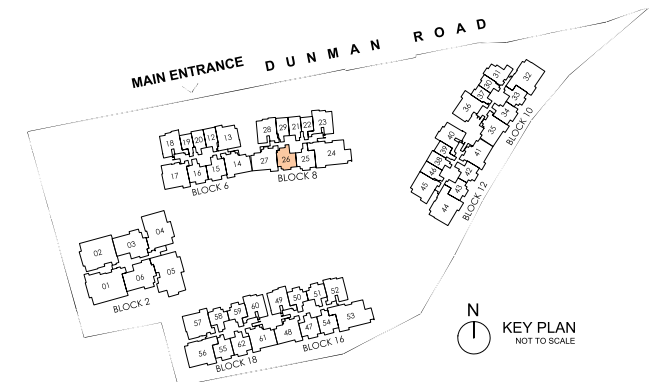 DUNMAN ROAD
MAIN ENTRANCE
18 19 20 12 13
17 16 15 14
BLOCK 6
28 29 21 22 23
27 26 25 24
BLOCK 8
31
30
37
32
33
36
34
35
BLOCK 10
40
39
38
46
45
41
42
43
44
BLOCK 12
04
02 03
01 06 05
BLOCK 2
57 58 59 60
56 55 62 61
BLOCK 18
49 50 51 52
48 47 54 53
BLOCK 16
N
KEY PLAN
NOT TO SCALE